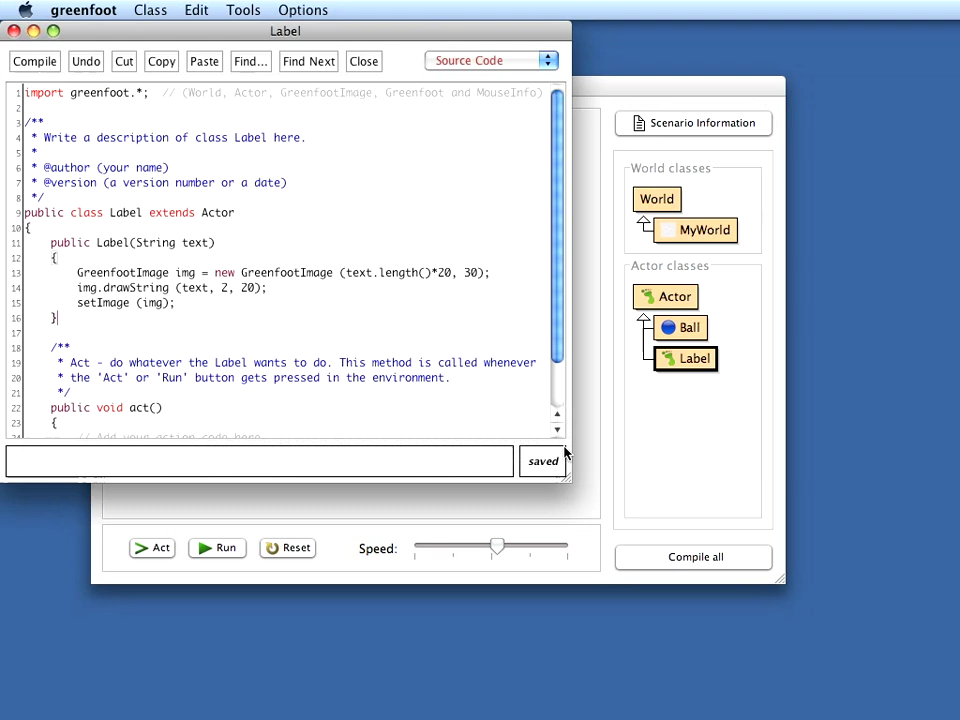 greenfoot Class Edit Tools Options
Label
Compile Undo Cut Copy Paste Find... Find Next Close Source Code
1 import greenfoot.*; // (World, Actor, GreenfootImage, Greenfoot and MouseInfo)
2
3 /**
4 * Write a description of class Label here.
5 *
6 * @author (your name)
7 * @version (a version number or a date)
8 */
9 public class Label extends Actor
10 {
11 public Label(String text)
12 {
13 GreenfootImage img = new GreenfootImage (text.length()*20, 30);
14 img.drawString (text, 2, 20);
15 setImage (img);
16 }
17
18 /**
19 * Act - do whatever the Label wants to do. This method is called whenever
20 * the 'Act' or 'Run' button gets pressed in the environment.
21 */
22 public void act()
23 {
24 // Add your action code here
saved
Scenario Information
World classes
World
MyWorld
Actor classes
Actor
Ball
Label
Act Run Reset Speed:
Compile all